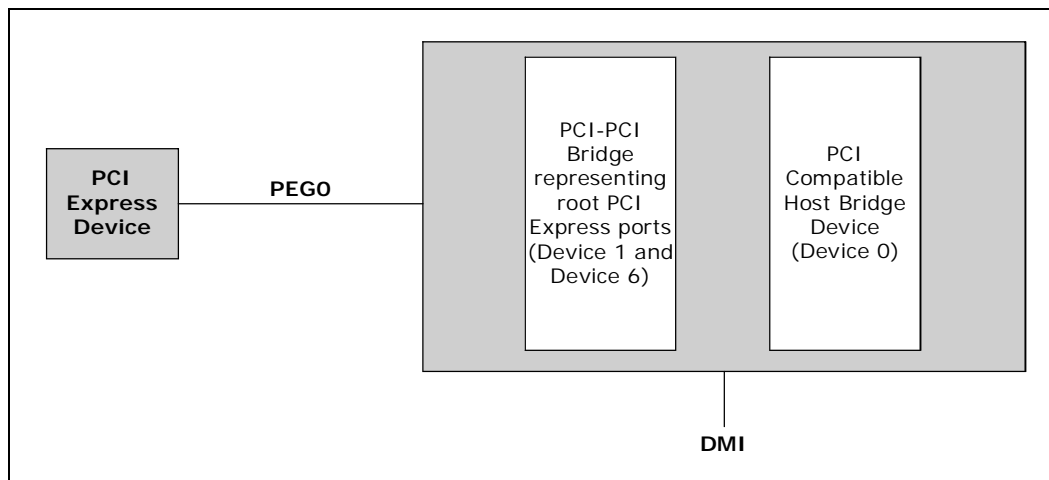 PCI
Express
Device
PEG0
PCI-PCI
Bridge
representing
root PCI
Express ports
(Device 1 and
Device 6)
PCI
Compatible
Host Bridge
Device
(Device 0)
DMI